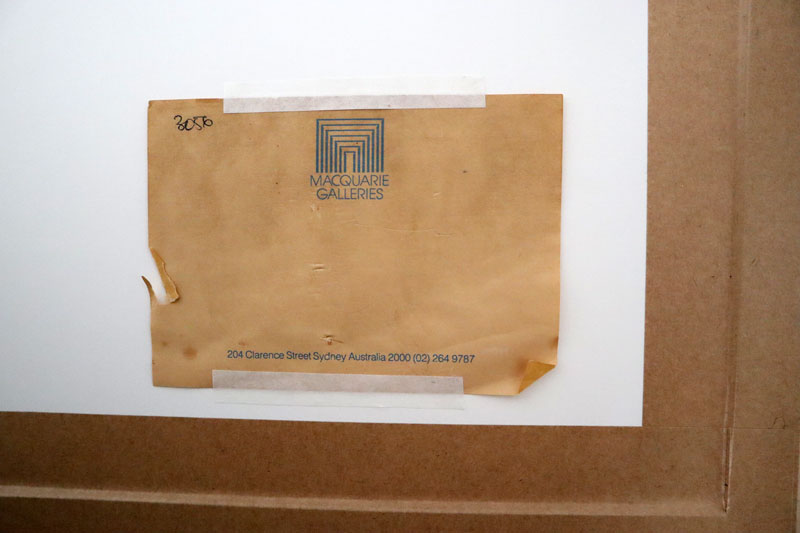 3056
MACQUARIE
GALLERIES
204 Clarence Street Sydney Australia 2000 (02) 264 9787